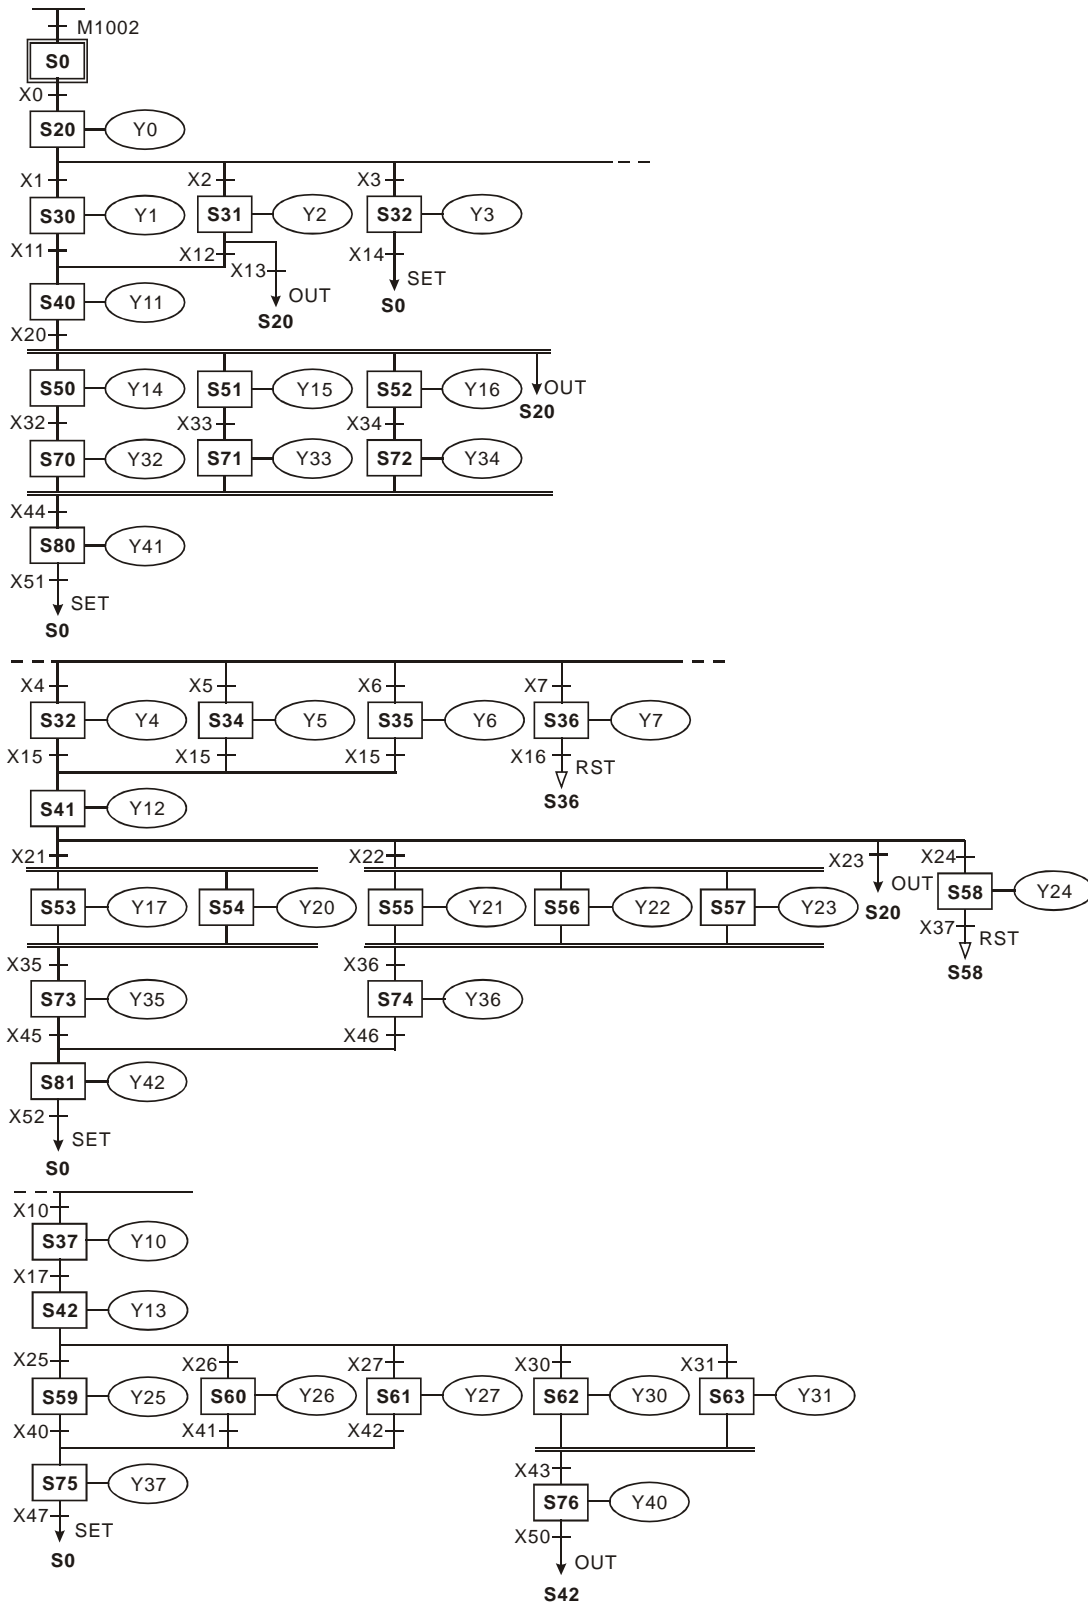 M1002
S0
X0
S20 Y0
X1 X2 X3
S30 Y1 S31 Y2 S32 Y3
X11 X12 X13 X14
OUT SET
S20 S0
S40 Y11
X20
S50 Y14 S51 Y15 S52 Y16 OUT
S20
X32 X33 X34
S70 Y32 S71 Y33 S72 Y34
X44
S80 Y41
X51
SET
S0
X4 X5 X6 X7
S32 Y4 S34 Y5 S35 Y6 S36 Y7
X15 X15 X15 X16
RST
S36
S41 Y12
X21 X22 X23 X24
S53 Y17 S54 Y20 S55 Y21 S56 Y22 S57 Y23 OUT S58 Y24
S20
X37 RST
S58
X35 X36
S73 Y35 S74 Y36
X45 X46
S81 Y42
X52
SET
S0
X10
S37 Y10
X17
S42 Y13
X25 X26 X27 X30 X31
S59 Y25 S60 Y26 S61 Y27 S62 Y30 S63 Y31
X40 X41 X42
X43
S75 Y37 S76 Y40
X47 X50
SET OUT
S0 S42